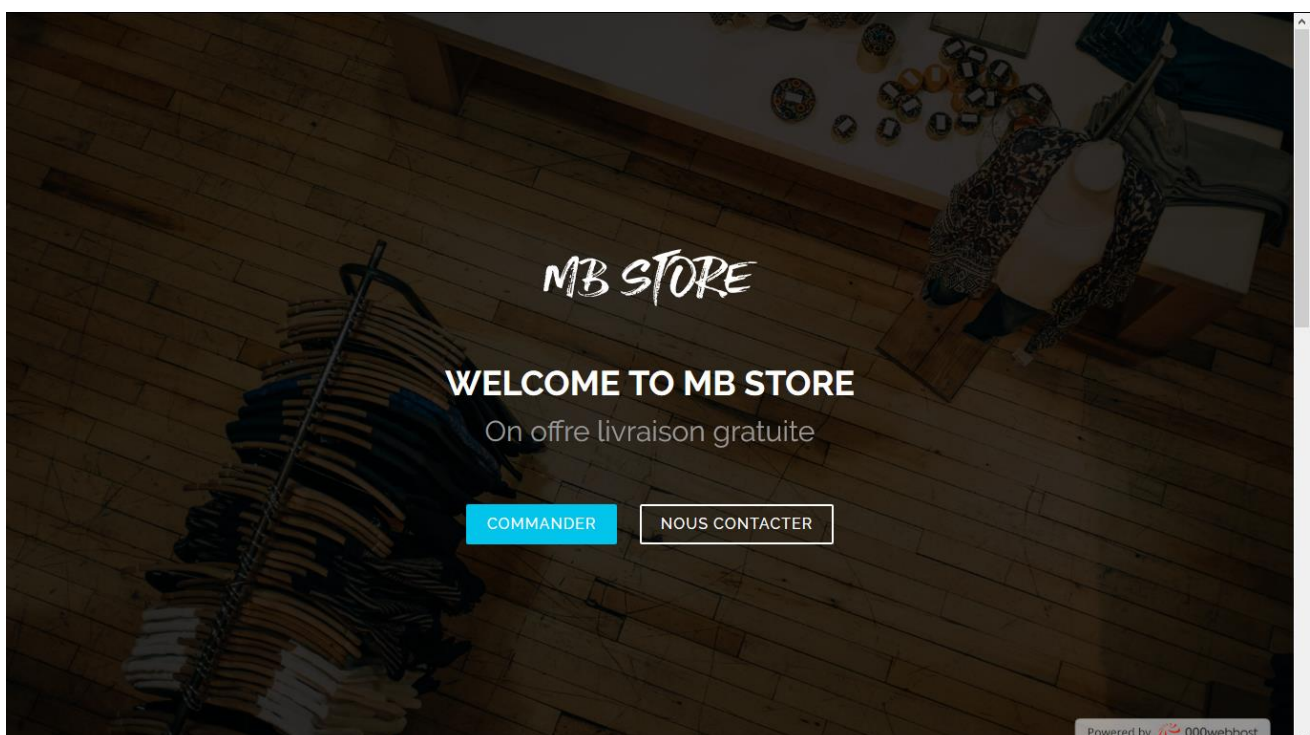 MB STORE
WELCOME TO MB STORE
On offre livraison gratuite
COMMANDER
NOUS CONTACTER
Powered by 000webhost